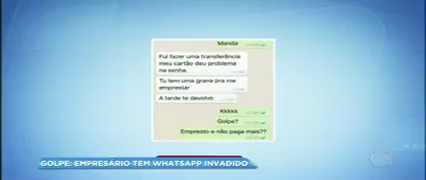 Manda
Fui fazer uma transferência
meu cartão deu problema
na senha.
Tu tem uma grana pra me
emprestar
A tarde te devolvo
Kkkkk
Golpe?
Empresto e não paga mais??
GOLPE: EMPRESÁRIO TEM WHATSAPP INVADIDO